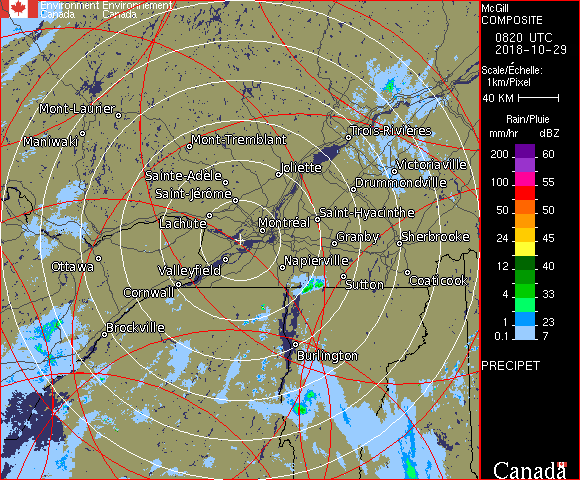 Environment Environnement
Canada Canada
McGill
COMPOSITE
0820 UTC
2018-10-29
Scale/Échelle:
1km/Pixel
40 KM
Rain/Pluie
mm/hr dBZ
200 60
100 55
50 50
24 45
12 40
4 33
1 23
0.1 7
PRECIPET
Canada
Mont-Laurier
Maniwaki
Mont-Tremblant
Trois-Rivières
Sainte-Adèle
Joliette
Victoriaville
Drummondville
Saint-Jérôme
Lachute
Montréal
Saint-Hyacinthe
Granby
Sherbrooke
Ottawa
Valleyfield
Napierville
Cornwall
Sutton
Coaticook
Brockville
Burlington